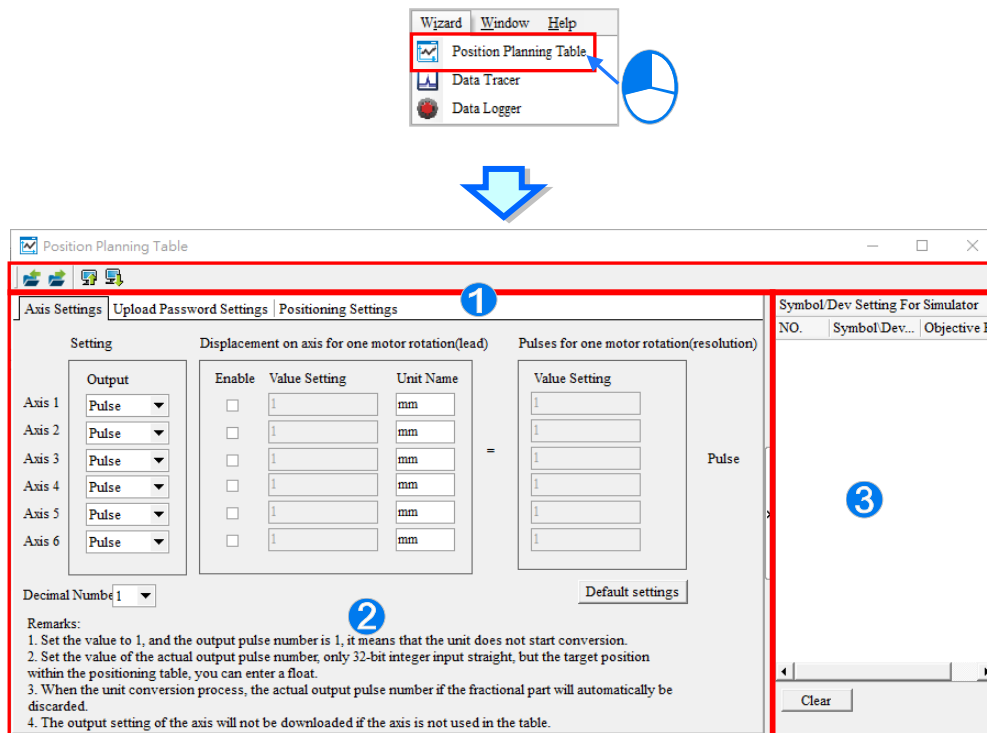 Wizard Window Help
Position Planning Table
Data Tracer
Data Logger
Position Planning Table
1
Axis Settings Upload Password Settings Positioning Settings
Setting Displacement on axis for one motor rotation(lead) Pulses for one motor rotation(resolution)
Output Enable Value Setting Unit Name Value Setting
Axis 1 Pulse 1 mm 1
Axis 2 Pulse 1 mm 1
Axis 3 Pulse 1 mm = 1 Pulse
Axis 4 Pulse 1 mm 1
Axis 5 Pulse 1 mm 1
Axis 6 Pulse 1 mm 1
Default settings
Decimal Numbe 1
2
Remarks:
1. Set the value to 1, and the output pulse number is 1, it means that the unit does not start conversion.
2. Set the value of the actual output pulse number, only 32-bit integer input straight, but the target position
within the positioning table, you can enter a float.
3. When the unit conversion process, the actual output pulse number if the fractional part will automatically be
discarded.
4. The output setting of the axis will not be downloaded if the axis is not used in the table.
Symbol/Dev Setting For Simulator
NO. Symbol\Dev... Objective
3
Clear